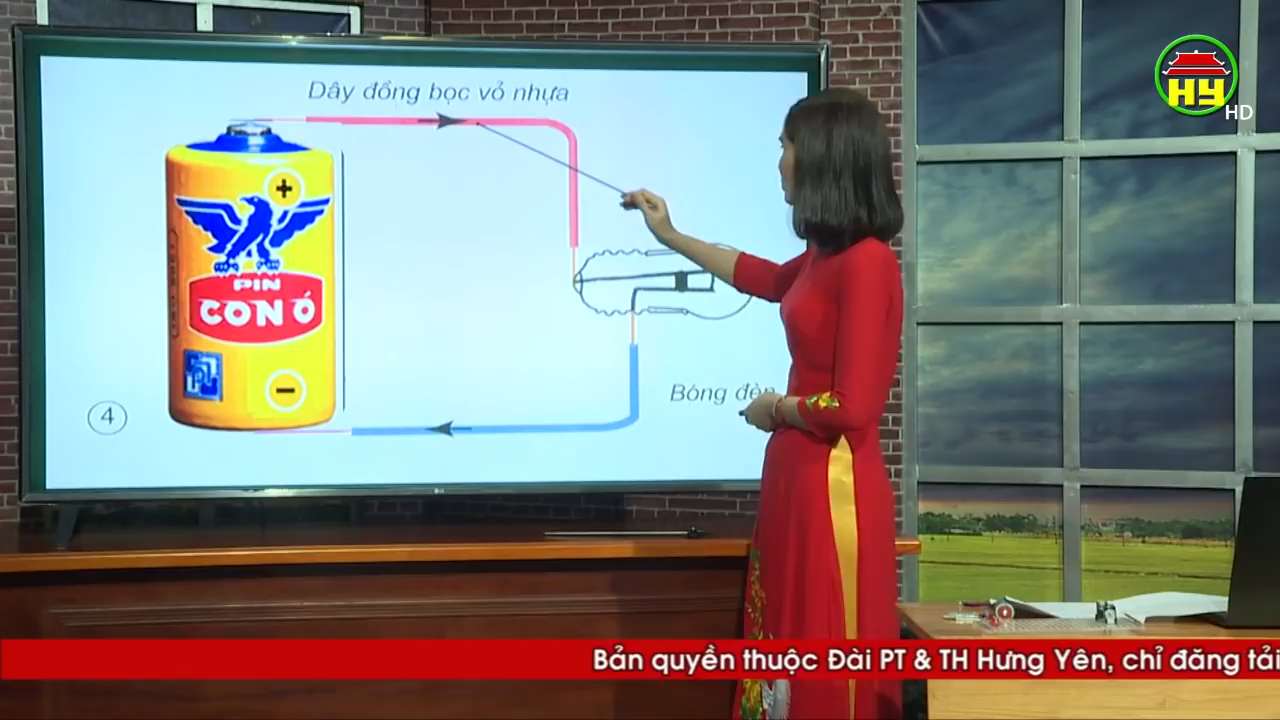 HY
HD
Dây đồng bọc vỏ nhựa
+
PIN
CON Ó
−
4
Bóng đèn
Bản quyền thuộc Đài PT & TH Hưng Yên, chỉ đăng tải